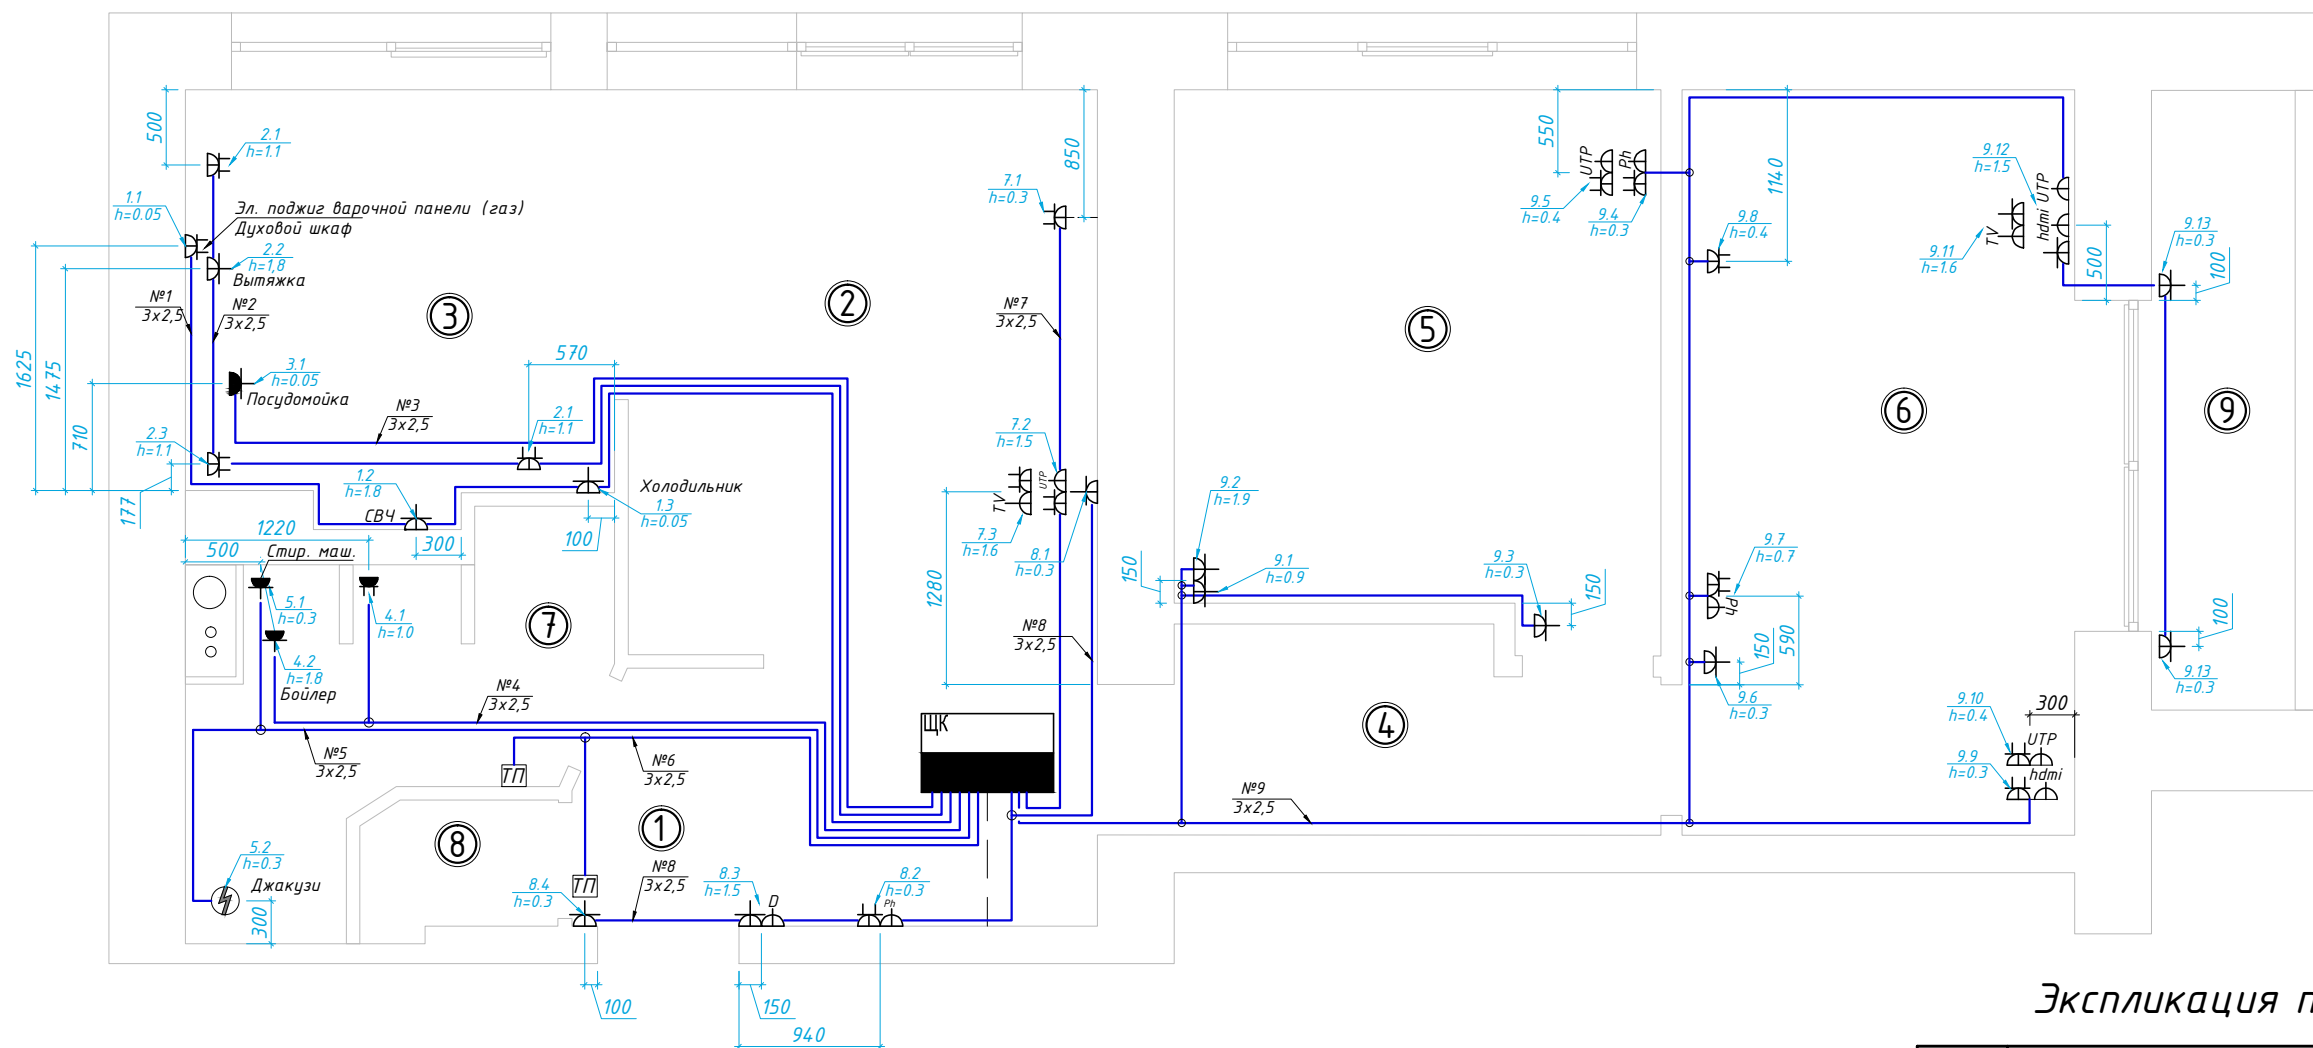 500
2.1
h=1.1
1.1
h=0.05
Эл. поджиг варочной панели (газ)
Духовой шкаф
2.2
h=1,8
Вытяжка
№1
3х2,5
№2
3х2,5
1625
1475
710
177
3.1
h=0.05
Посудомойка
2.3
h=1.1
№3
3х2,5
570
2.1
h=1.1
1.2
h=1.8
СВЧ
Холодильник
1.3
h=0.05
100
300
1220
500
Стир. маш.
5.1
h=0.3
4.1
h=1.0
4.2
h=1.8
Бойлер
№4
3х2,5
№5
3х2,5
№6
3х2,5
ТП
ТП
5.2
h=0.3
Джакузи
300
8.4
h=0.3
№8
3х2,5
8.3
h=1.5
D
8.2
h=0.3
Ph
100
150
940
3
2
7
1
8
ЩК
850
7.1
h=0.3
№7
3х2,5
7.2
h=1.5
UTP
TV
7.3
h=1.6
8.1
h=0.3
1280
№8
3х2,5
5
4
6
9
550
UTP
Ph
9.5
h=0.4
9.4
h=0.3
1140
9.8
h=0.4
9.12
h=1.5
UTP
hdmi
TV
9.11
h=1.6
500
9.13
h=0.3
100
9.2
h=1.9
9.1
h=0.9
150
9.3
h=0.3
150
9.7
h=0.7
Ph
590
150
9.6
h=0.3
100
9.13
h=0.3
9.10
h=0.4
300
UTP
9.9
h=0.3
hdmi
№9
3х2,5
Экспликация п